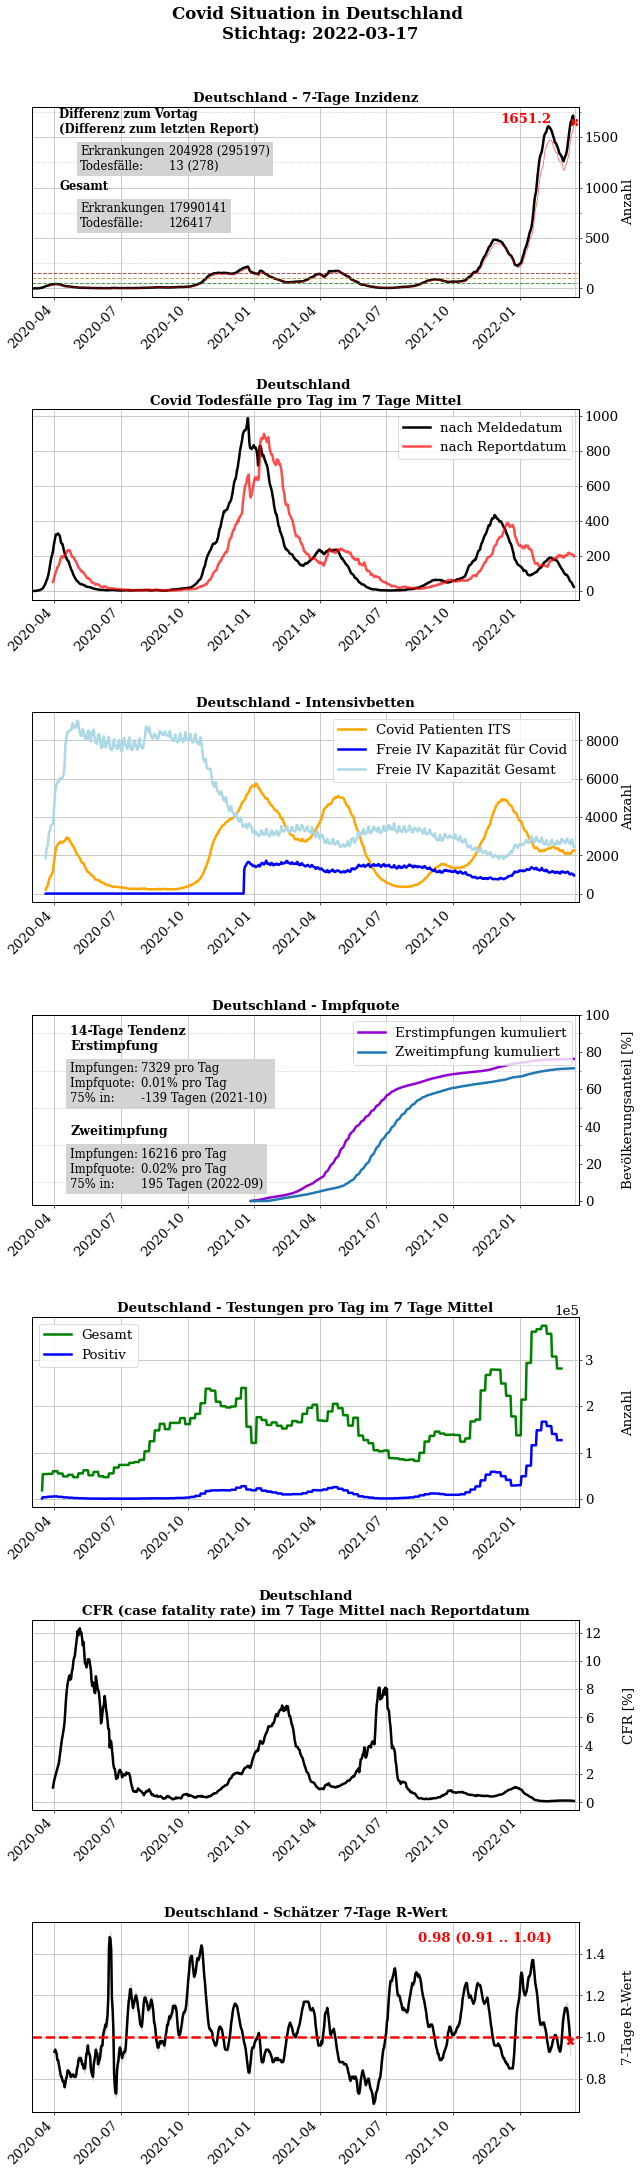 Covid Situation in Deutschland
Stichtag: 2022-03-17
Deutschland - 7-Tage Inzidenz
Differenz zum Vortag
(Differenz zum letzten Report)
Erkrankungen 204928 (295197)
Todesfälle: 13 (278)
Gesamt
Erkrankungen 17990141
Todesfälle: 126417
1651.2
1500
1000
500
0
Anzahl
2020-04 2020-07 2020-10 2021-01 2021-04 2021-07 2021-10 2022-01
Deutschland
Covid Todesfälle pro Tag im 7 Tage Mittel
nach Meldedatum
nach Reportdatum
1000
800
600
400
200
0
2020-04 2020-07 2020-10 2021-01 2021-04 2021-07 2021-10 2022-01
Deutschland - Intensivbetten
Covid Patienten ITS
Freie IV Kapazität für Covid
Freie IV Kapazität Gesamt
8000
6000
4000
2000
0
Anzahl
2020-04 2020-07 2020-10 2021-01 2021-04 2021-07 2021-10 2022-01
Deutschland - Impfquote
14-Tage Tendenz
Erstimpfung
Impfungen: 7329 pro Tag
Impfquote: 0.01% pro Tag
75% in: -139 Tagen (2021-10)
Zweitimpfung
Impfungen: 16216 pro Tag
Impfquote: 0.02% pro Tag
75% in: 195 Tagen (2022-09)
Erstimpfungen kumuliert
Zweitimpfung kumuliert
100
80
60
40
20
0
Bevölkerungsanteil [%]
2020-04 2020-07 2020-10 2021-01 2021-04 2021-07 2021-10 2022-01
Deutschland - Testungen pro Tag im 7 Tage Mittel
1e5
Gesamt
Positiv
3
2
1
0
Anzahl
2020-04 2020-07 2020-10 2021-01 2021-04 2021-07 2021-10 2022-01
Deutschland
CFR (case fatality rate) im 7 Tage Mittel nach Reportdatum
12
10
8
6
4
2
0
CFR [%]
2020-04 2020-07 2020-10 2021-01 2021-04 2021-07 2021-10 2022-01
Deutschland - Schätzer 7-Tage R-Wert
0.98 (0.91 .. 1.04)
1.4
1.2
1.0
0.8
7-Tage R-Wert
2020-04 2020-07 2020-10 2021-01 2021-04 2021-07 2021-10 2022-01